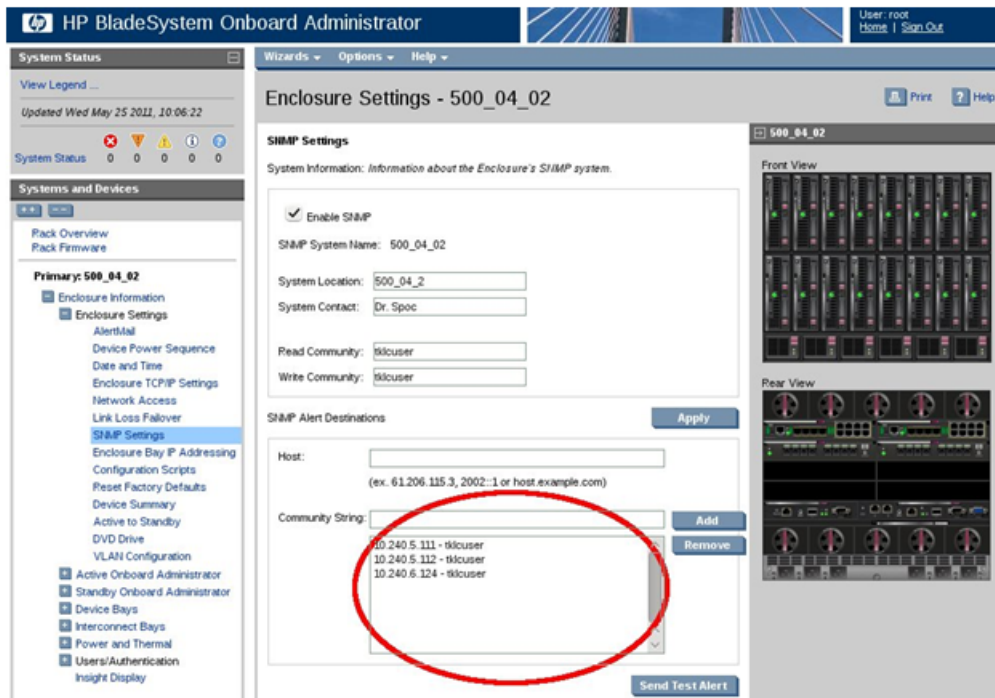 hp HP BladeSystem Onboard Administrator
User: root
Home | Sign Out
System Status
View Legend ...
Updated Wed May 25 2011, 10:06:22
System Status 0 0 0 0 0
Systems and Devices
Rack Overview
Rack Firmware
Primary: 500_04_02
Enclosure Information
Enclosure Settings
AlertMail
Device Power Sequence
Date and Time
Enclosure TCP/IP Settings
Network Access
Link Loss Failover
SNMP Settings
Enclosure Bay IP Addressing
Configuration Scripts
Reset Factory Defaults
Device Summary
Active to Standby
DVD Drive
VLAN Configuration
Active Onboard Administrator
Standby Onboard Administrator
Device Bays
Interconnect Bays
Power and Thermal
Users/Authentication
Insight Display
Wizards Options Help
Enclosure Settings - 500_04_02
Print Help
SNMP Settings
System Information: Information about the Enclosure's SNMP system.
Enable SNMP
SNMP System Name: 500_04_02
System Location: 500_04_2
System Contact: Dr. Spoc
Read Community: tklcuser
Write Community: tklcuser
SNMP Alert Destinations Apply
Host:
(ex. 61.206.115.3, 2002::1 or host.example.com)
Community String: Add
Remove
10.240.5.111 - tklcuser
10.240.5.112 - tklcuser
10.240.6.124 - tklcuser
Send Test Alert
500_04_02
Front View
Rear View